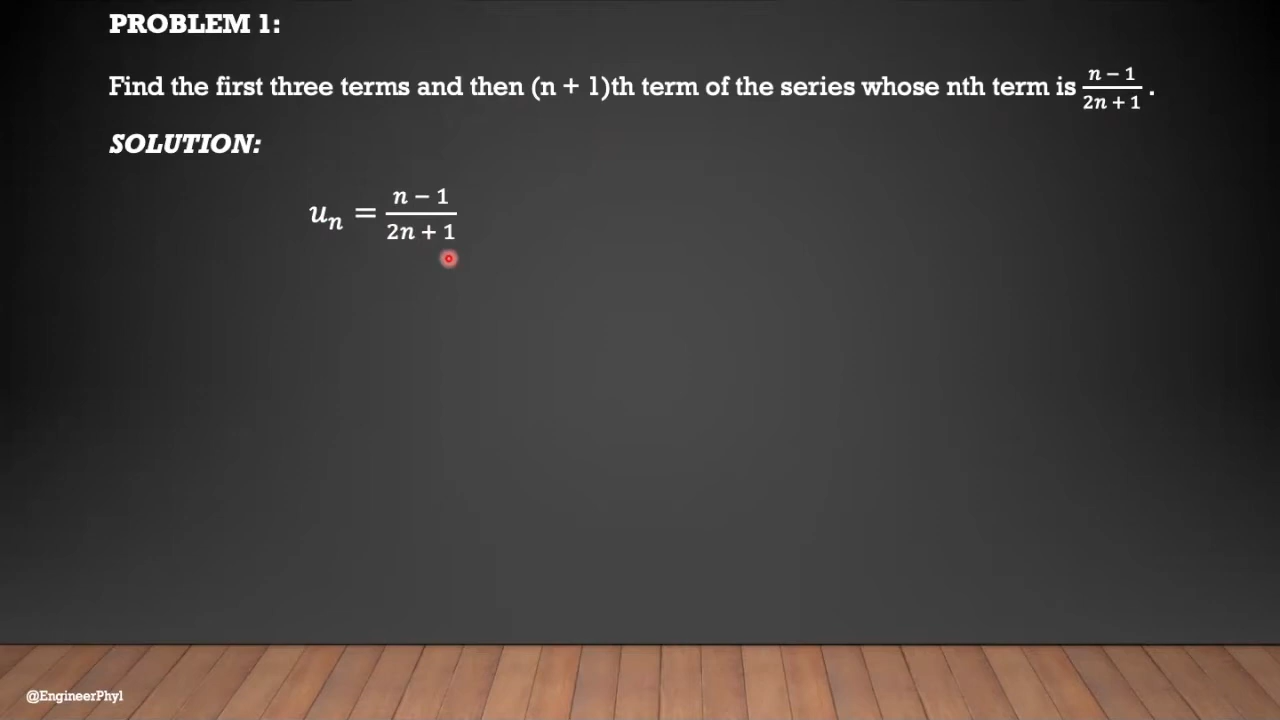 PROBLEM 1:
Find the first three terms and then (n + 1)th term of the series whose nth term is (n − 1)/(2n + 1) .
SOLUTION:
uₙ = (n − 1)/(2n + 1)
@EngineerPhyl